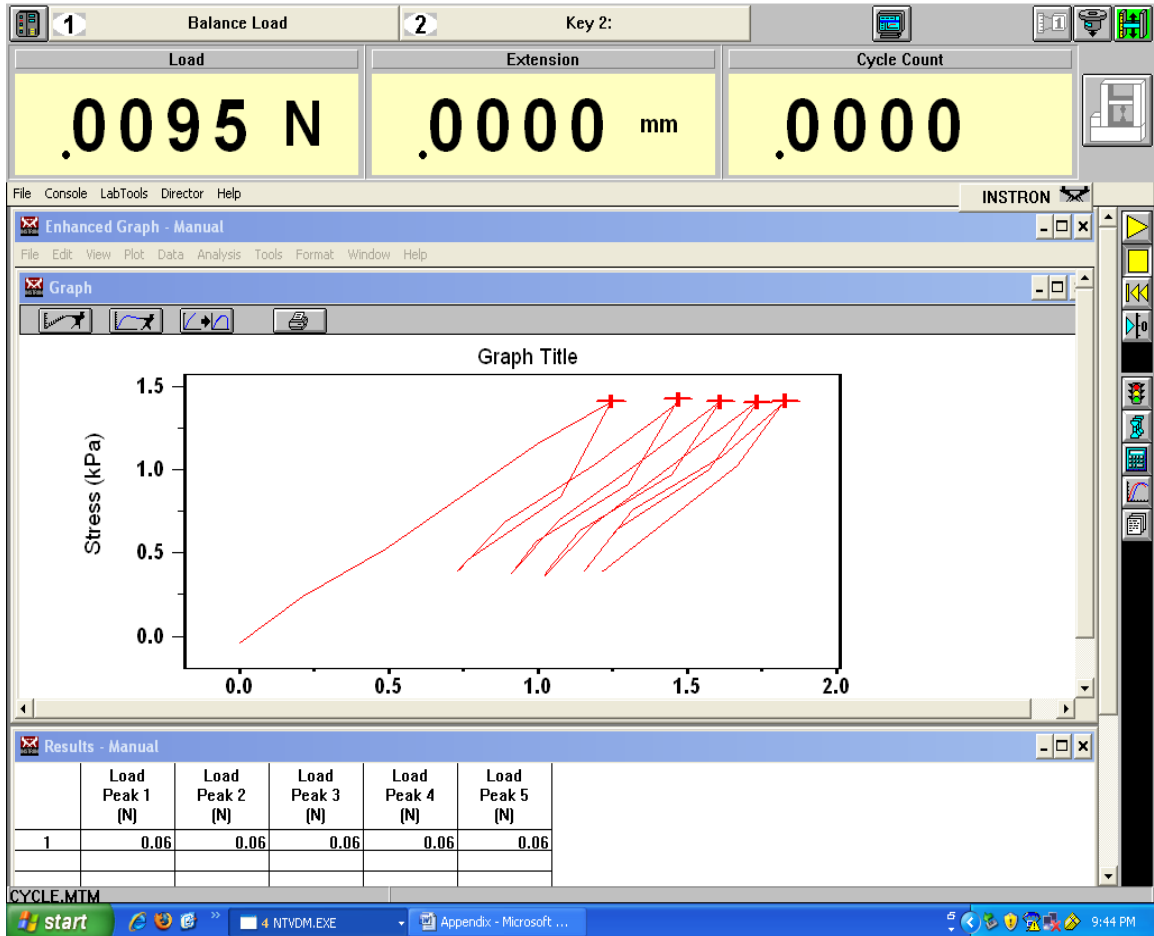 1 Balance Load 2 Key 2:
Load Extension Cycle Count
.0095 N .0000 mm .0000
File Console LabTools Director Help INSTRON
Enhanced Graph - Manual
File Edit View Plot Data Analysis Tools Format Window Help
Graph
Graph Title
Stress (kPa)
1.5
1.0
0.5
0.0
0.0 0.5 1.0 1.5 2.0
Results - Manual
Load Load Load Load Load
Peak 1 Peak 2 Peak 3 Peak 4 Peak 5
(N) (N) (N) (N) (N)
1 0.06 0.06 0.06 0.06 0.06
CYCLE.MTM
start 4 NTVDM.EXE Appendix - Microsoft ... 5 9:44 PM